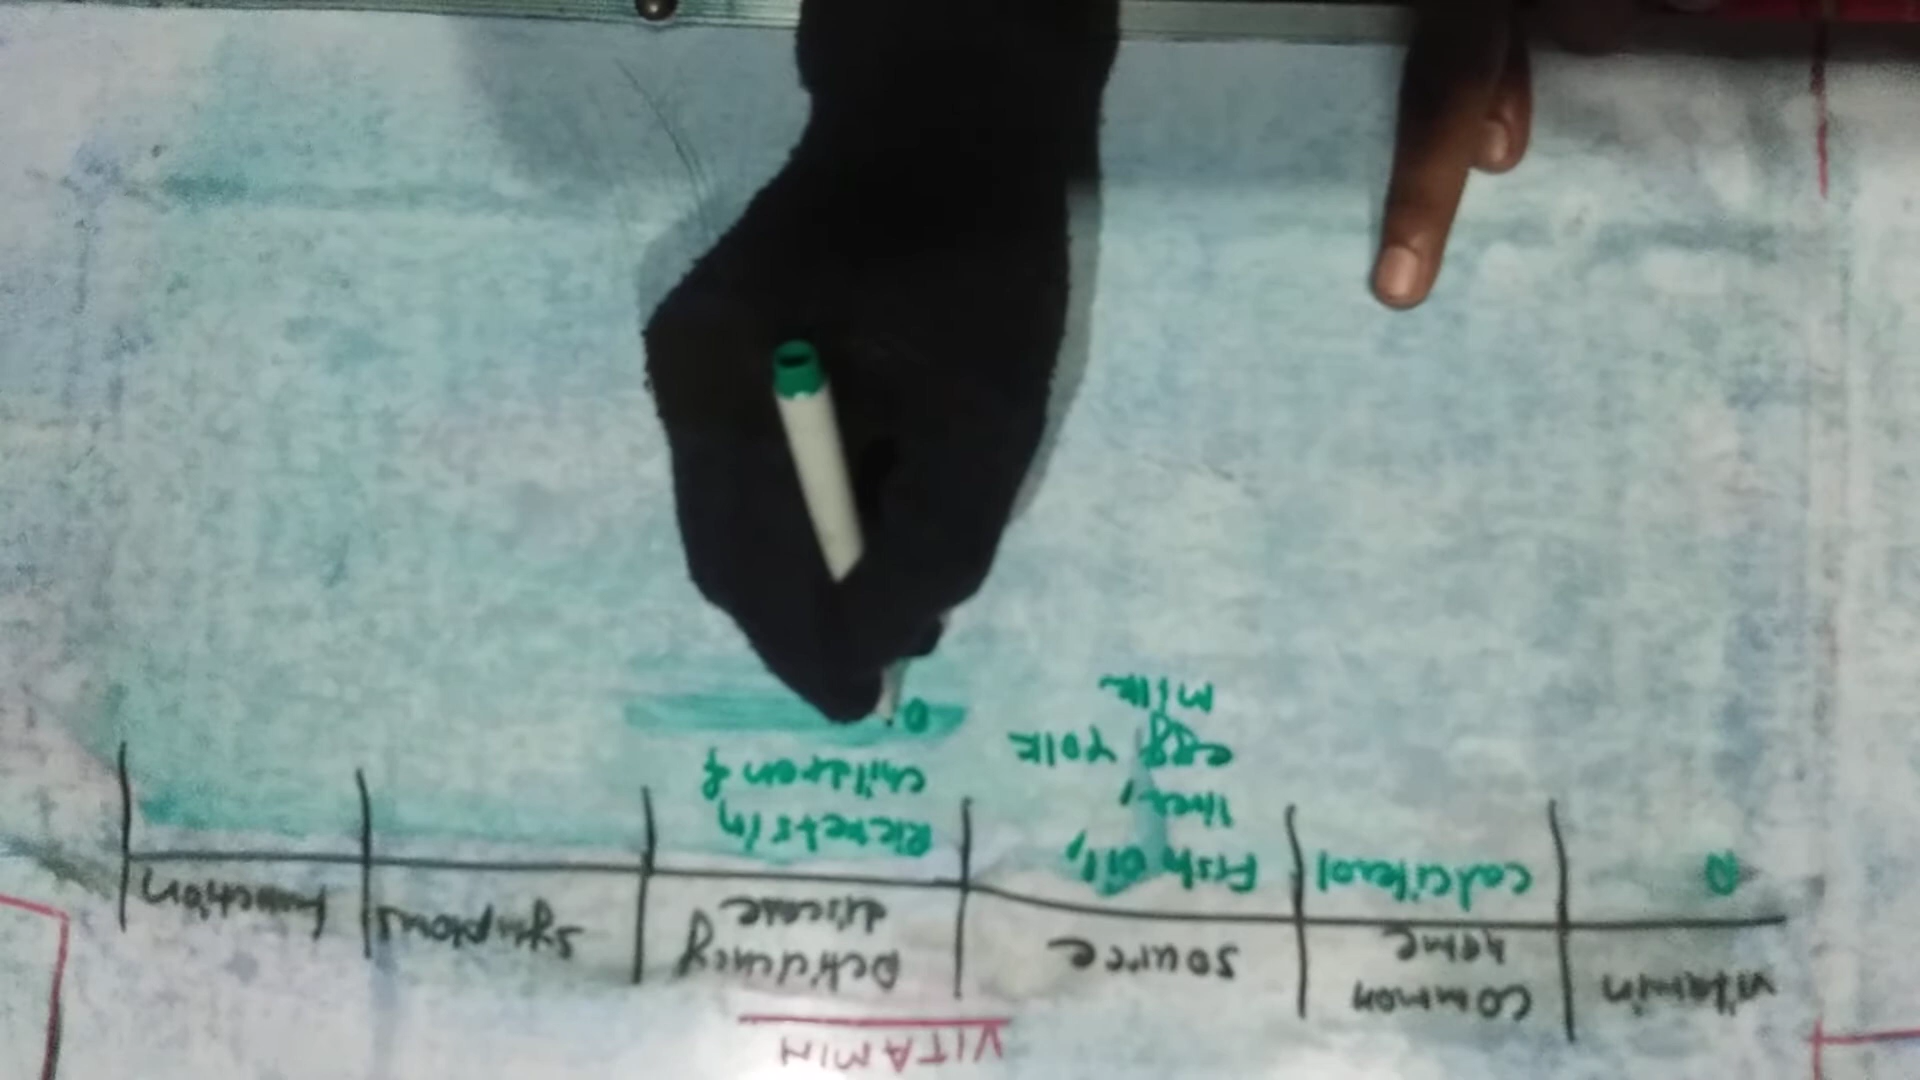 VITAMIN
vitamin
common
name
source
Deficiency
disease
symptoms
function
D
calciferol
Fish oil,
liver,
egg yolk
milk
Rickets in
children &
o